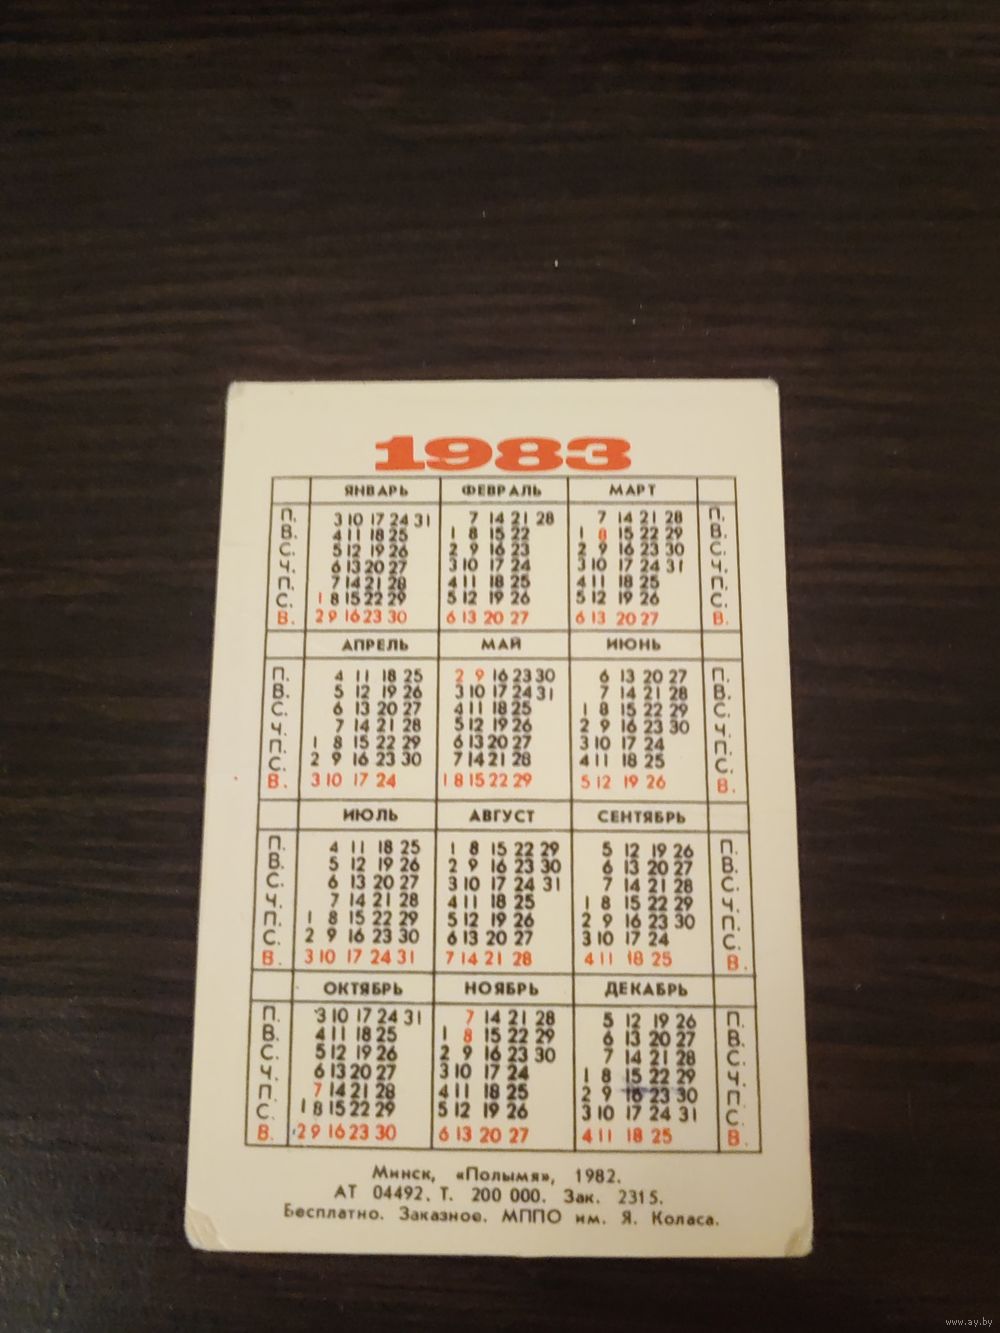 1983
ЯНВАРЬ ФЕВРАЛЬ МАРТ
П. 3 10 17 24 31 7 14 21 28 7 14 21 28 П.
В. 4 11 18 25 1 8 15 22 1 8 15 22 29 В.
С. 5 12 19 26 2 9 16 23 2 9 16 23 30 С.
Ч. 6 13 20 27 3 10 17 24 3 10 17 24 31 Ч.
П. 7 14 21 28 4 11 18 25 4 11 18 25 П.
С. 1 8 15 22 29 5 12 19 26 5 12 19 26 С.
В. 2 9 16 23 30 6 13 20 27 6 13 20 27 В.
АПРЕЛЬ МАЙ ИЮНЬ
П. 4 11 18 25 2 9 16 23 30 6 13 20 27 П.
В. 5 12 19 26 3 10 17 24 31 7 14 21 28 В.
С. 6 13 20 27 4 11 18 25 1 8 15 22 29 С.
Ч. 7 14 21 28 5 12 19 26 2 9 16 23 30 Ч.
П. 1 8 15 22 29 6 13 20 27 3 10 17 24 П.
С. 2 9 16 23 30 7 14 21 28 4 11 18 25 С.
В. 3 10 17 24 1 8 15 22 29 5 12 19 26 В.
ИЮЛЬ АВГУСТ СЕНТЯБРЬ
П. 4 11 18 25 1 8 15 22 29 5 12 19 26 П.
В. 5 12 19 26 2 9 16 23 30 6 13 20 27 В.
С. 6 13 20 27 3 10 17 24 31 7 14 21 28 С.
Ч. 7 14 21 28 4 11 18 25 1 8 15 22 29 Ч.
П. 1 8 15 22 29 5 12 19 26 2 9 16 23 30 П.
С. 2 9 16 23 30 6 13 20 27 3 10 17 24 С.
В. 3 10 17 24 31 7 14 21 28 4 11 18 25 В.
ОКТЯБРЬ НОЯБРЬ ДЕКАБРЬ
П. 3 10 17 24 31 7 14 21 28 5 12 19 26 П.
В. 4 11 18 25 1 8 15 22 29 6 13 20 27 В.
С. 5 12 19 26 2 9 16 23 30 7 14 21 28 С.
Ч. 6 13 20 27 3 10 17 24 1 8 15 22 29 Ч.
П. 7 14 21 28 4 11 18 25 2 9 16 23 30 П.
С. 1 8 15 22 29 5 12 19 26 3 10 17 24 31 С.
В. 2 9 16 23 30 6 13 20 27 4 11 18 25 В.
Минск, «Полымя», 1982.
АТ 04492. Т. 200 000. Зак. 2315.
Бесплатно. Заказное. МППО им. Я. Коласа.
www.ay.by